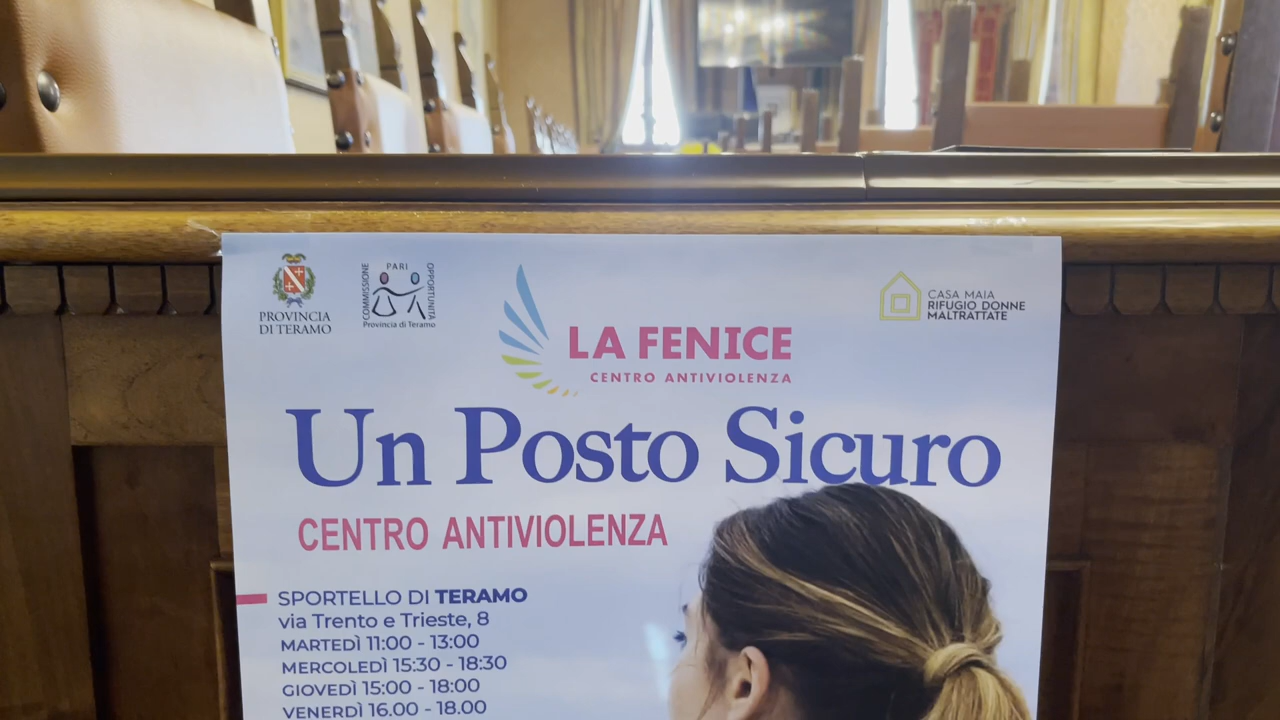 PROVINCIA
DI TERAMO
COMMISSIONE
PARI
OPPORTUNITÀ
Provincia di Teramo
LA FENICE
CENTRO ANTIVIOLENZA
CASA MAIA
RIFUGIO DONNE
MALTRATTATE
Un Posto Sicuro
CENTRO ANTIVIOLENZA
SPORTELLO DI TERAMO
via Trento e Trieste, 8
MARTEDÌ 11:00 - 13:00
MERCOLEDÌ 15:30 - 18:30
GIOVEDÌ 15:00 - 18:00
VENERDÌ 16.00 - 18.00